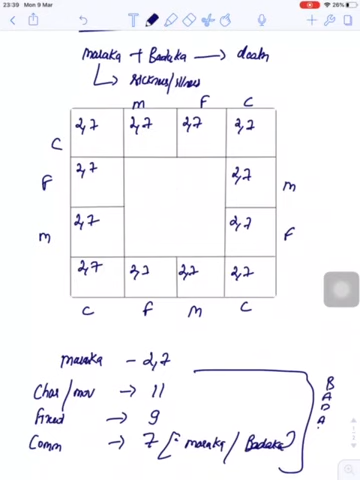 23:39 Mon 9 Mar 26%
maraka + Badaka → death
↳ sickness/illness
M F C
C 2,7 2,7 2,7 2,7
F 2,7 2,7 M
M 2,7 2,7 F
2,7 2,7 2,7 2,7
C F M C
maraka - 2,7
Char/mov → 11
Fixed → 9
Comm → 7 [= maraka / Badaka]
BADA